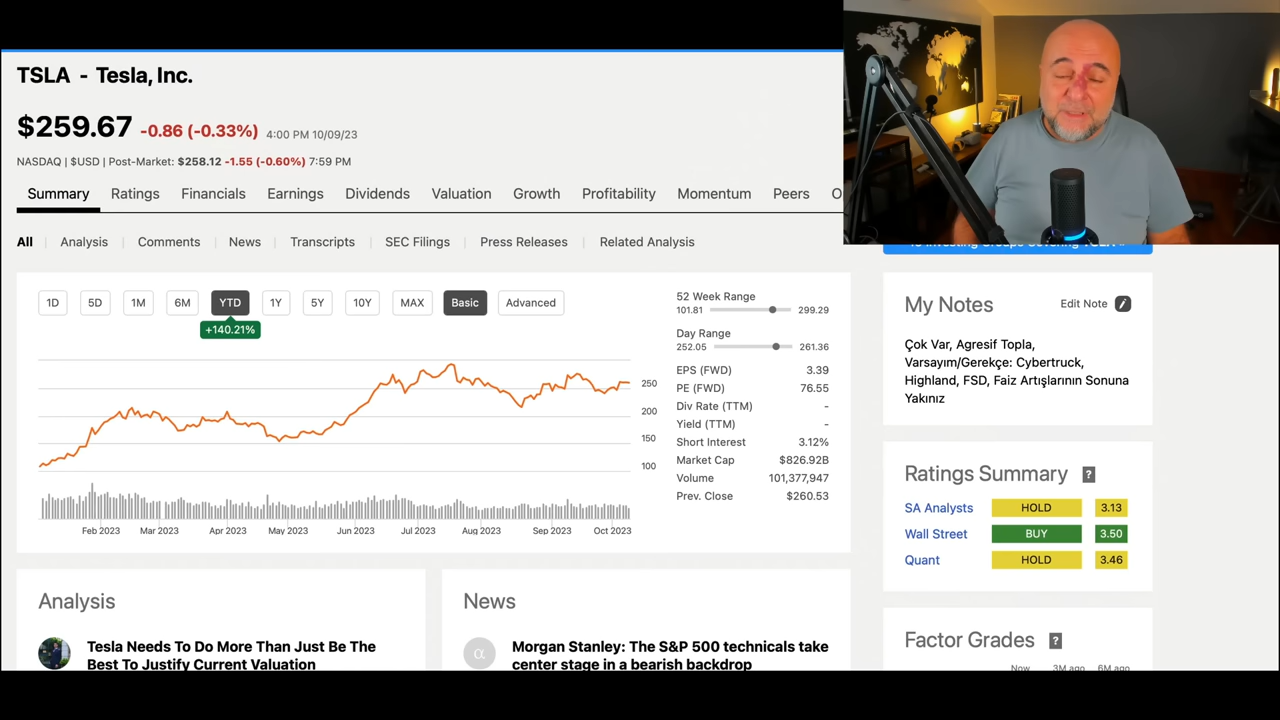 TSLA - Tesla, Inc.
$259.67 -0.86 (-0.33%) 4:00 PM 10/09/23
NASDAQ | $USD | Post-Market: $258.12 -1.55 (-0.60%) 7:59 PM
Summary Ratings Financials Earnings Dividends Valuation Growth Profitability Momentum Peers
All Analysis Comments News Transcripts SEC Filings Press Releases Related Analysis
1D 5D 1M 6M YTD 1Y 5Y 10Y MAX Basic Advanced
+140.21%
250
200
150
100
Feb 2023 Mar 2023 Apr 2023 May 2023 Jun 2023 Jul 2023 Aug 2023 Sep 2023 Oct 2023
52 Week Range
101.81 299.29
Day Range
252.05 261.36
EPS (FWD) 3.39
PE (FWD) 76.55
Div Rate (TTM) -
Yield (TTM) -
Short Interest 3.12%
Market Cap $826.92B
Volume 101,377,947
Prev. Close $260.53
My Notes Edit Note
Çok Var, Agresif Topla,
Varsayım/Gerekçe: Cybertruck,
Highland, FSD, Faiz Artışlarının Sonuna
Yakınız
Ratings Summary ?
SA Analysts HOLD 3.13
Wall Street BUY 3.50
Quant HOLD 3.46
Factor Grades ?
Now 3M ago 6M ago
Analysis
Tesla Needs To Do More Than Just Be The
Best To Justify Current Valuation
News
α
Morgan Stanley: The S&P 500 technicals take
center stage in a bearish backdrop